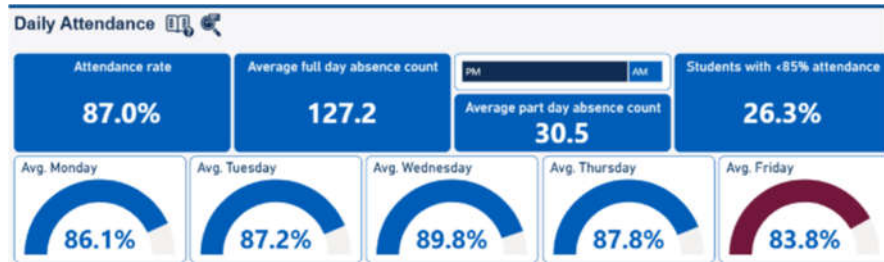 Daily Attendance
Attendance rate
87.0%
Average full day absence count
127.2
PM AM
Average part day absence count
30.5
Students with <85% attendance
26.3%
Avg. Monday
86.1%
Avg. Tuesday
87.2%
Avg. Wednesday
89.8%
Avg. Thursday
87.8%
Avg. Friday
83.8%